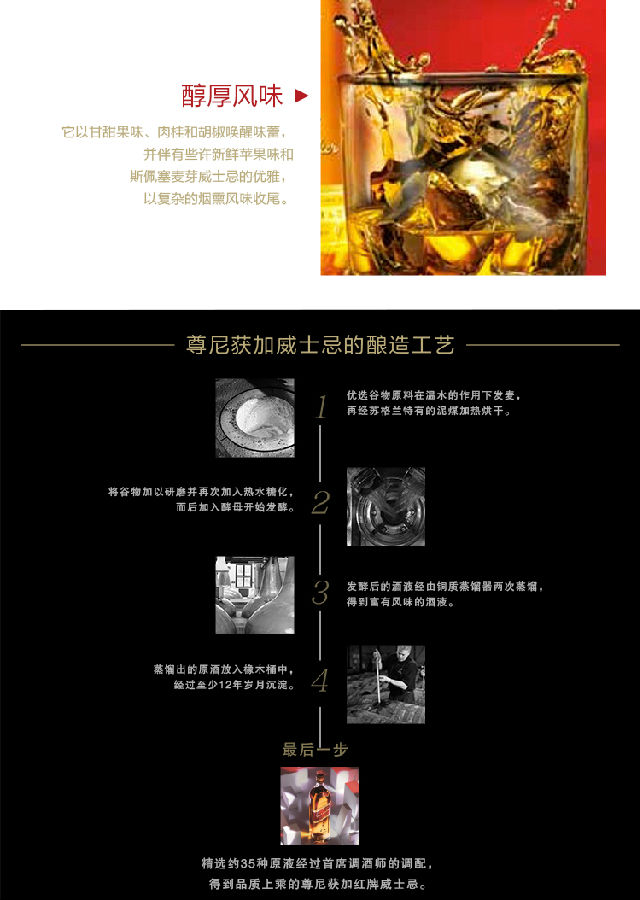 醇厚风味
它以甘甜果味、肉桂和胡椒唤醒味蕾，
并伴有些许新鲜苹果味和
斯佩塞麦芽威士忌的优雅，
以复杂的烟熏风味收尾。
尊尼获加威士忌的酿造工艺
1
优选谷物原料在温水的作用下发麦，
再经苏格兰特有的泥煤加热烘干。
2
将谷物加以研磨并再次加入热水糖化，
而后加入酵母开始发酵。
3
发酵后的酒液经由铜质蒸馏器两次蒸馏，
得到富有风味的酒液。
4
蒸馏出的原酒放入橡木桶中，
经过至少12年岁月沉淀。
最后一步
精选约35种原液经过首席调酒师的调配，
得到品质上乘的尊尼获加红牌威士忌。